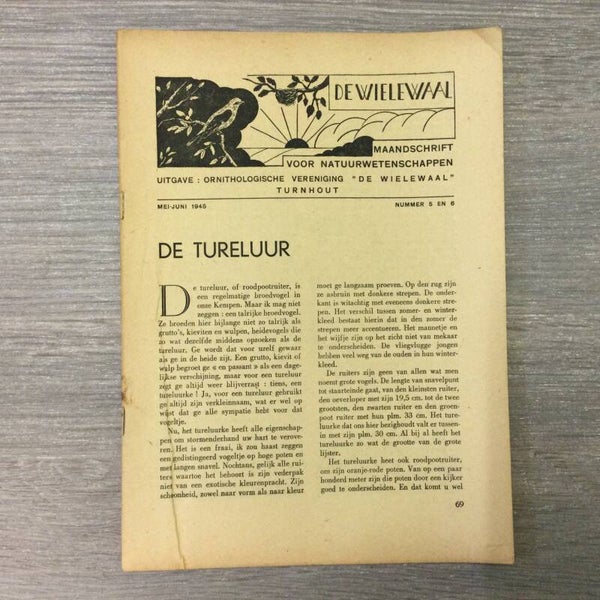 DE WIELEWAAL
MAANDSCHRIFT
VOOR NATUURWETENSCHAPPEN
UITGAVE : ORNITHOLOGISCHE VERENIGING "DE WIELEWAAL"
TURNHOUT
MEI-JUNI 1945 NUMMER 5 EN 6
DE TURELUUR
De tureluur, of roodpootruiter, is
een regelmatige broedvogel in
onze Kempen. Maar ik mag niet
zeggen : een talrijke broedvogel.
Ze broeden hier bijlange niet zo talrijk als
grutto's, kieviten en wulpen, heidevogels die
zo wat dezelfde middens opzoeken als de
tureluur. Ge wordt dat voor urelf gewaar
als ge in de heide zijt. Een grutto, kievit of
wulp begroet ge « en passant » als een dage-
lijkse verschijning, maar voor een tureluur
zegt ge altijd weer blijverrast : tiens, een
tureluurke ! Ja, voor een tureluur gebruikt
ge altijd zijn verkleinnaam, wat er wel op
wijst dat ge alle sympatie hebt voor dat
vogeltje.
Nu, het tureluurke heeft alle eigenschap-
pen om stormenderhand uw hart te verove-
ren. Het is een fraai, ik zou haast zeggen
een gedistingeerd vogeltje op hoge poten en
met langen snavel. Nochtans, gelijk alle rui-
ters waartoe het behoort is zijn vederpak
niet van een exotische kleurenpracht. Zijn
schoonheid, zowel naar vorm als naar kleur
moet ge langzaam proeven. Op den rug zijn
ze asbruin met donkere strepen. De onder-
kant is witachtig met eveneens donkere stre-
pen. Het verschil tussen zomer- en winter-
kleed bestaat hierin dat in den zomer de
strepen meer accentueren. Het mannetje en
het wijfje zijn op het zicht niet van mekaar
te onderscheiden. De vliegvlugge jongen
hebben veel weg van de ouden in hun winter-
kleed.
De ruiters zijn geen van allen wat men
noemt grote vogels. De lengte van snavelpunt
tot staarteinde gaat, van den kleinsten ruiter,
den oeverloper met zijn 19,5 cm. tot de twee
grootsten, den zwarten ruiter en den groen-
poot ruiter met hun plm. 33 cm. Het ture-
luurke dat ons hier bezighoudt valt er tussen-
in met zijn plm. 30 cm. Al bij al heeft het
tureluurke zo wat de grootte van de grote
lijster.
Het tureluurke heet ook roodpootruiter,
om zijn oranje-rode poten. Van op een paar
honderd meter zijn die poten door een kijker
goed te onderscheiden. En dat komt u wel
69